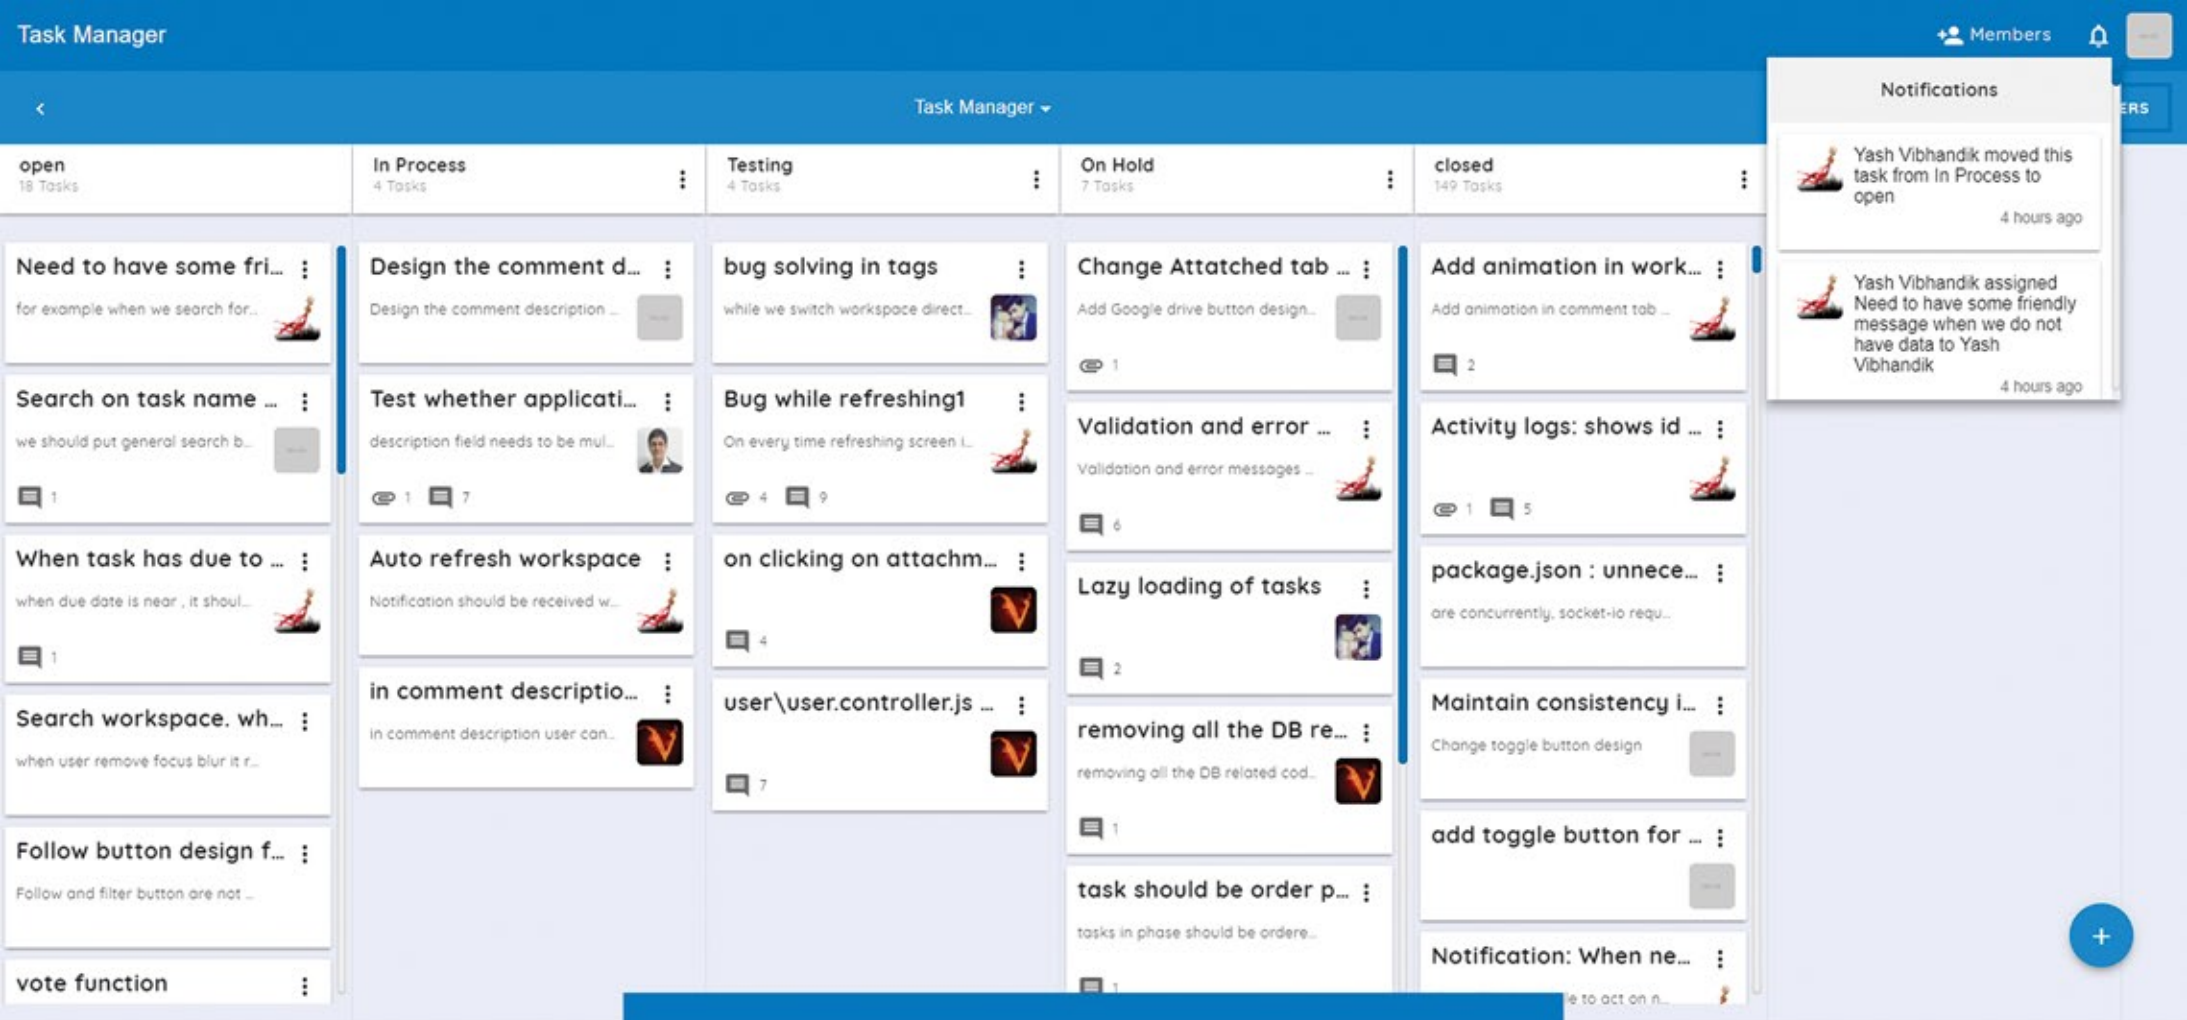 Task Manager
Members
Task Manager
ERS
Notifications
Yash Vibhandik moved this
task from In Process to
open
4 hours ago
Yash Vibhandik assigned
Need to have some friendly
message when we do not
have data to Yash
Vibhandik
4 hours ago
open
18 Tasks
Need to have some fri...
for example when we search for...
Search on task name ...
we should put general search b...
1
When task has due to ...
when due date is near , it shoul...
1
Search workspace. wh...
when user remove focus blur it r...
Follow button design f...
Follow and filter button are not ...
vote function
In Process
4 Tasks
Design the comment d...
Design the comment description ...
Test whether applicati...
description field needs to be mul...
1 7
Auto refresh workspace
Notification should be received w...
in comment descriptio...
in comment description user can...
Testing
4 Tasks
bug solving in tags
while we switch workspace direct...
Bug while refreshing1
On every time refreshing screen i...
4 9
on clicking on attachm...
4
user\user.controller.js ...
7
On Hold
7 Tasks
Change Attatched tab ...
Add Google drive button design...
1
Validation and error ...
Validation and error messages ...
6
Lazy loading of tasks
2
removing all the DB re...
removing all the DB related cod...
1
task should be order p...
tasks in phase should be ordere...
1
closed
149 Tasks
Add animation in work...
Add animation in comment tab ...
2
Activity logs: shows id ...
1 5
package.json : unnece...
are concurrently, socket-io requ...
Maintain consistency i...
Change toggle button design
add toggle button for ...
Notification: When ne...
le to act on n...
+